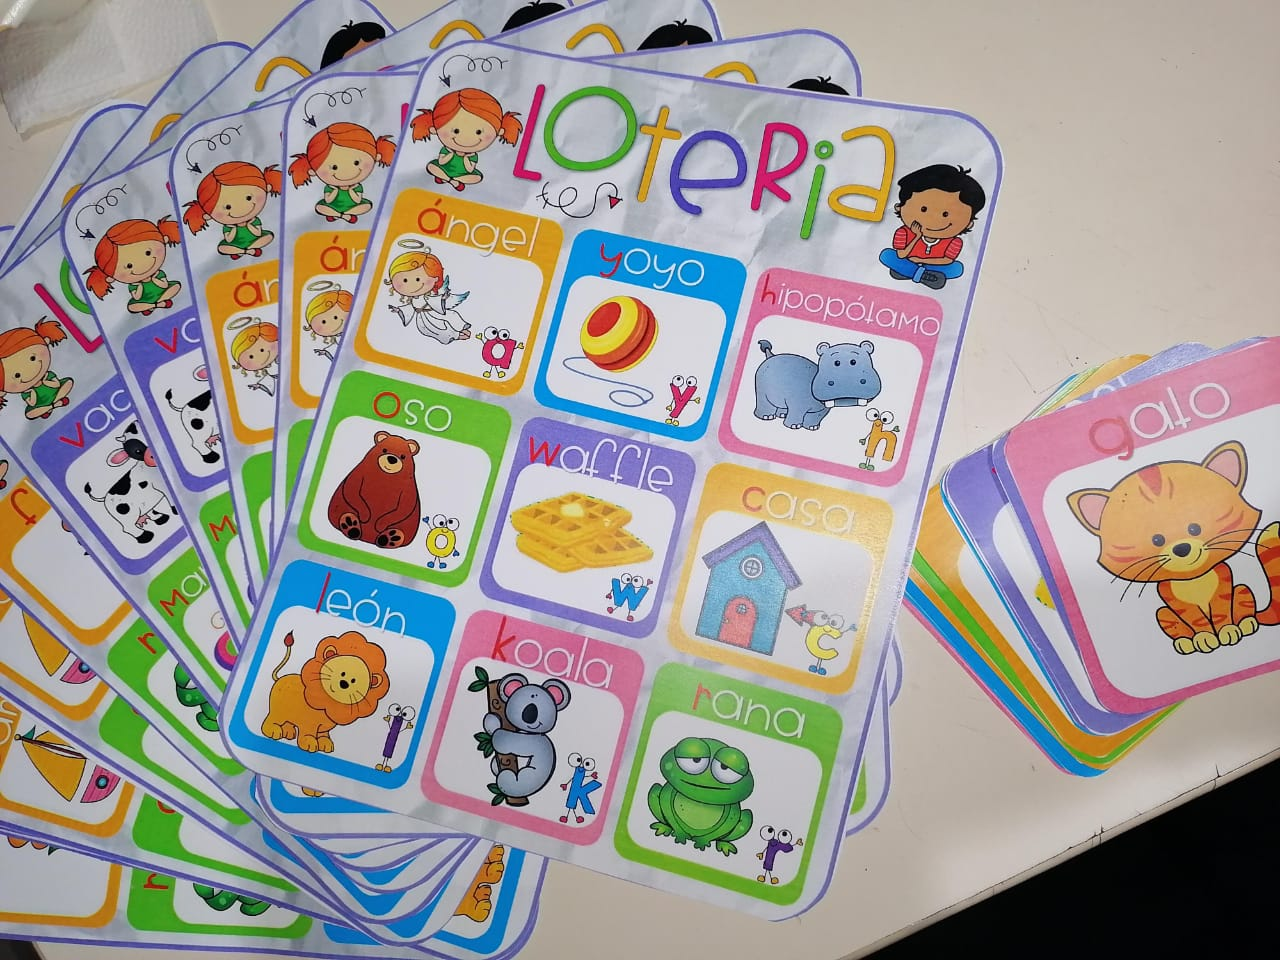 LOTERIA
ángel
a
yoyo
y
hipopótamo
h
oso
o
waffle
w
casa
c
león
l
koala
k
rana
r
gato